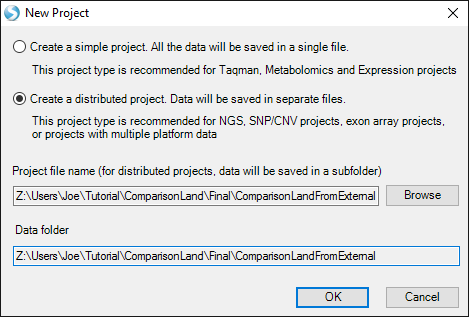 New Project
Create a simple project. All the data will be saved in a single file.
This project type is recommended for Taqman, Metabolomics and Expression projects
Create a distributed project. Data will be saved in separate files.
This project type is recommended for NGS, SNP/CNV projects, exon array projects,
or projects with multiple platform data
Project file name (for distributed projects, data will be saved in a subfolder)
Z:\Users\Joe\Tutorial\ComparisonLand\Final\ComparisonLandFromExternal
Browse
Data folder
Z:\Users\Joe\Tutorial\ComparisonLand\Final\ComparisonLandFromExternal
OK
Cancel